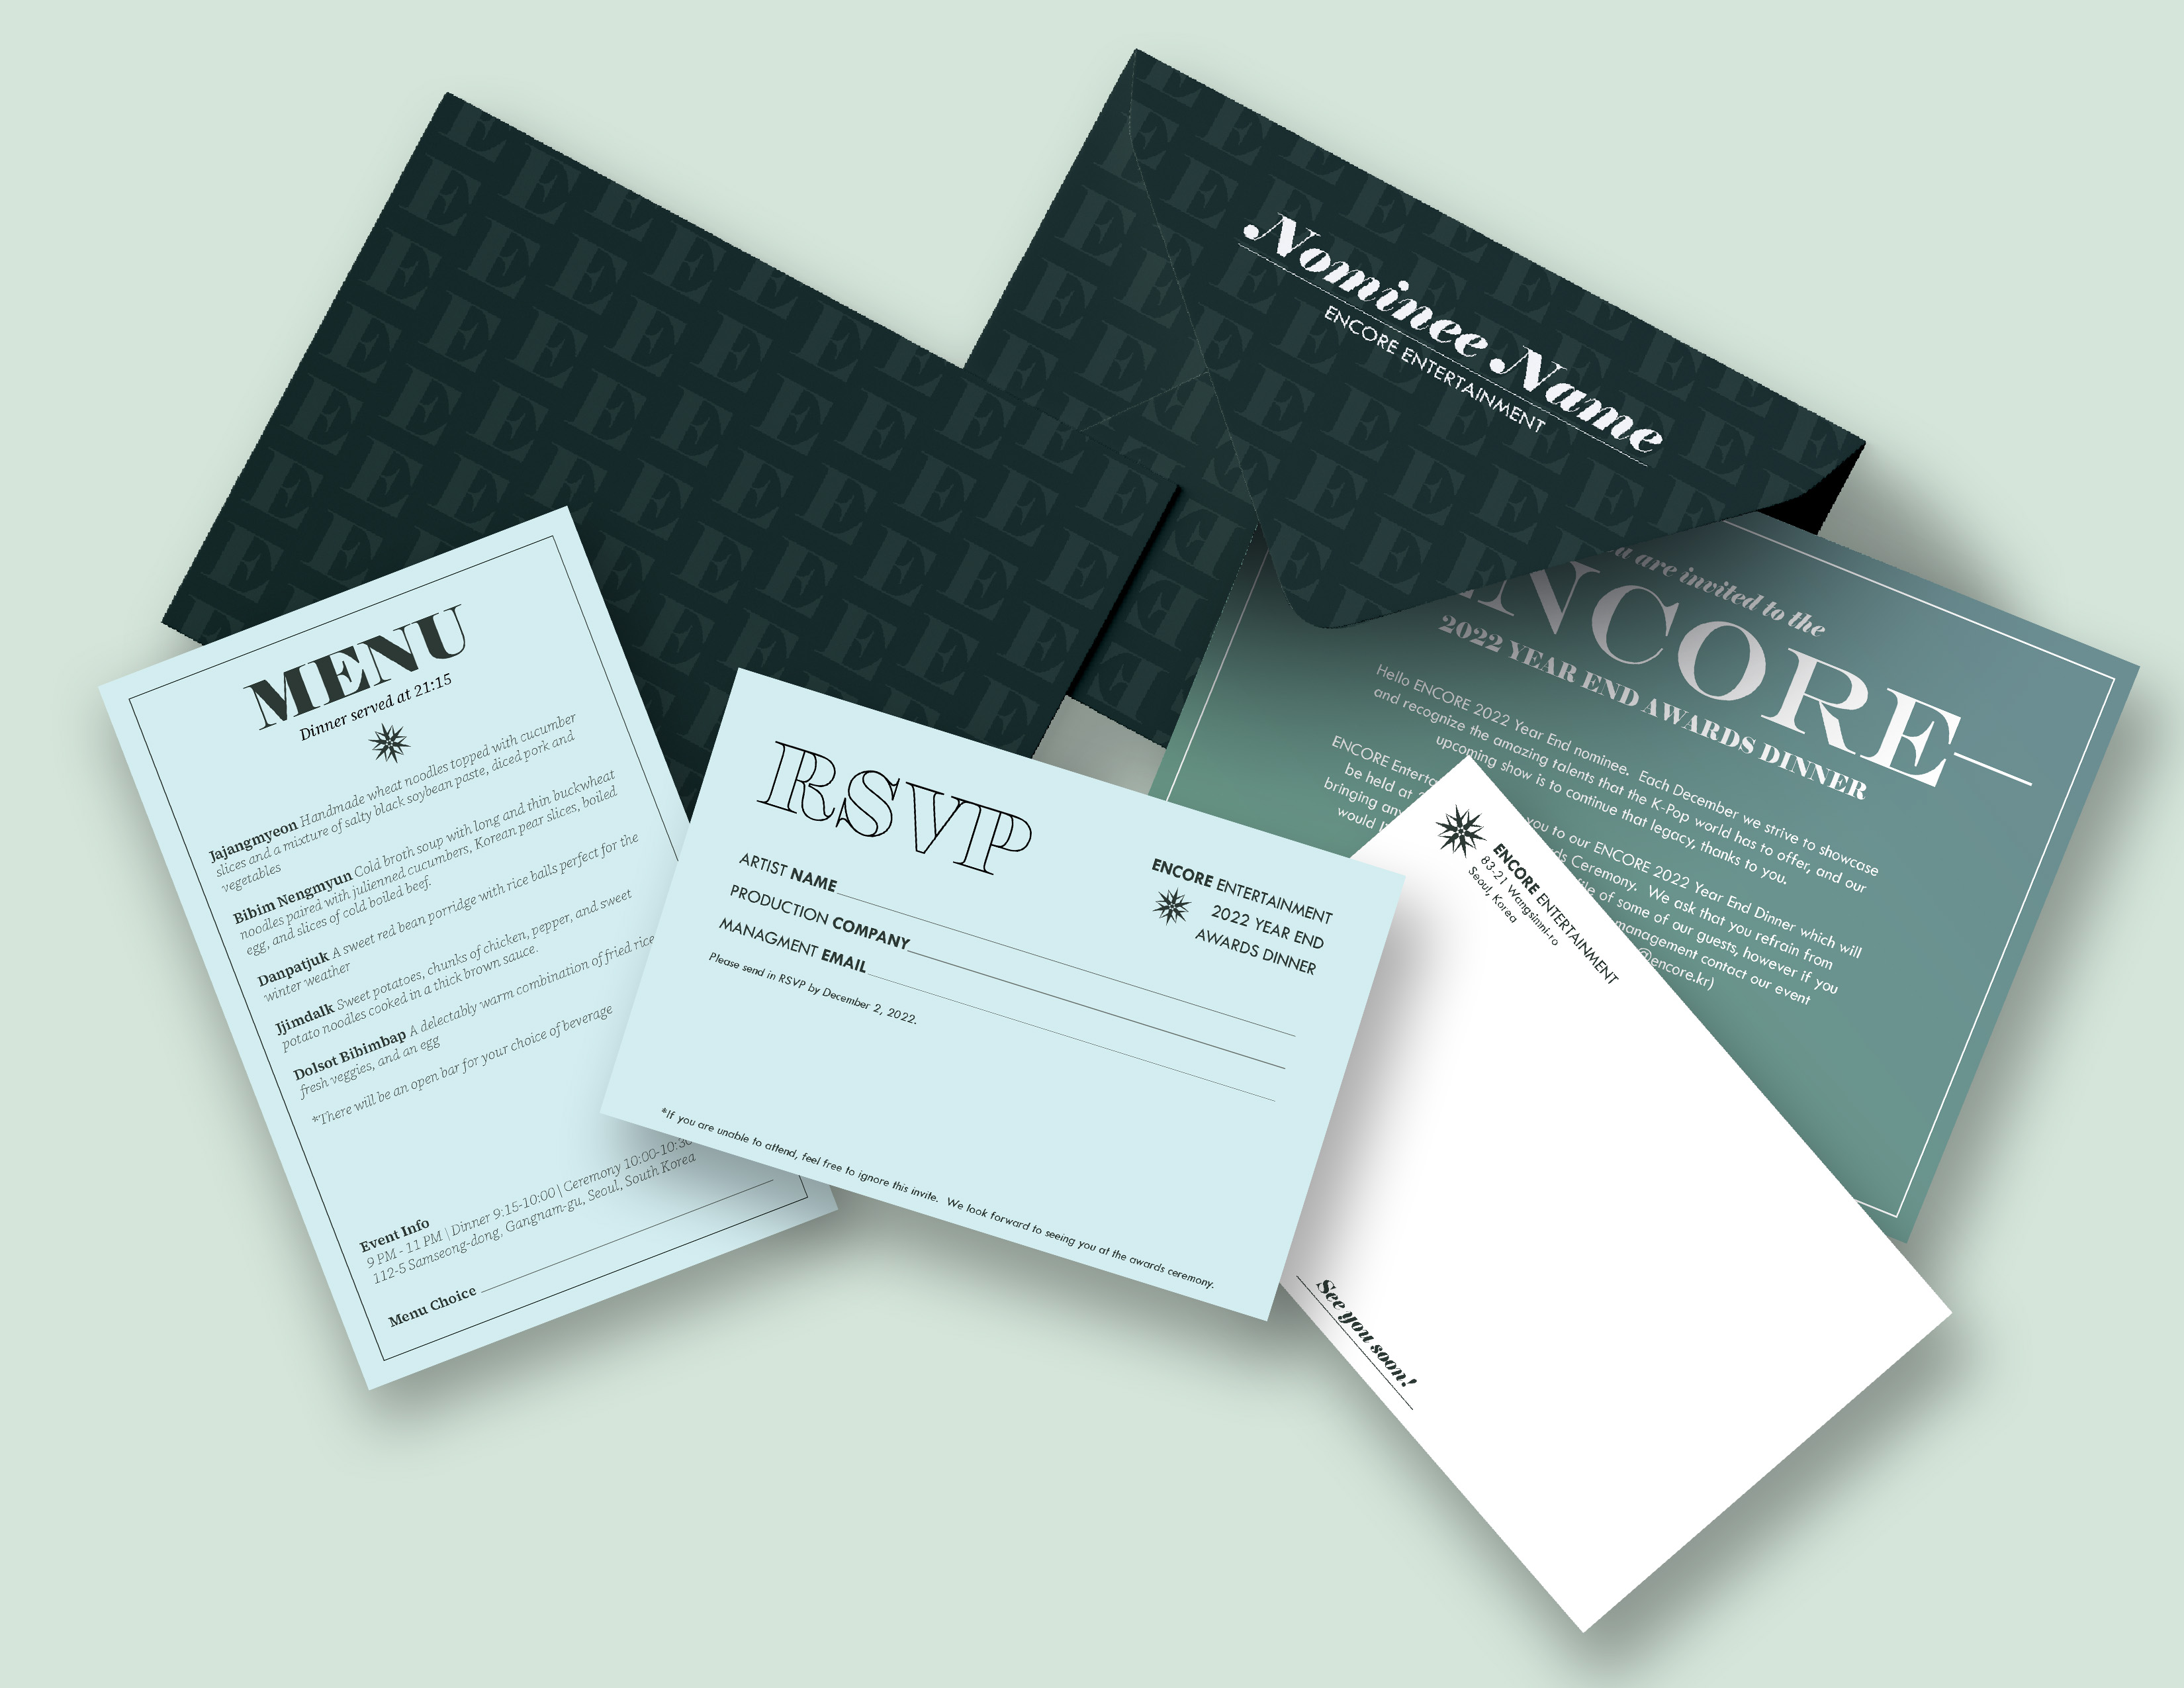 Nominee Name
ENCORE ENTERTAINMENT
are invited to the
ENCORE
2022 YEAR END AWARDS DINNER
Hello ENCORE 2022 Year End nominee. Each December we strive to showcase
and recognize the amazing talents that the K-Pop world has to offer, and our
upcoming show is to continue that legacy, thanks to you.
ENCORE you to our ENCORE 2022 Year End Dinner which will
be held at Ceremony. We ask that you refrain from
bringing of some of our guests, however if you
would management contact our event
@encore.kr)
MENU
Dinner served at 21:15
Jajangmyeon Handmade wheat noodles topped with cucumber
slices and a mixture of salty black soybean paste, diced pork and
vegetables
Bibim Nengmyun Cold broth soup with long and thin buckwheat
noodles paired with julienned cucumbers, Korean pear slices, boiled
egg, and slices of cold boiled beef.
Danpatjuk A sweet red bean porridge with rice balls perfect for the
winter weather
Jjimdalk Sweet potatoes, chunks of chicken, pepper, and sweet
potato noodles cooked in a thick brown sauce.
Dolsot Bibimbap A delectably warm combination of fried rice
fresh veggies, and an egg
*There will be an open bar for your choice of beverage
Event Info
9 PM - 11 PM | Dinner 9:15-10:00 | Ceremony 10:00-10:30
112-5 Samseong-dong, Gangnam-gu, Seoul, South Korea
Menu Choice
RSVP
ARTIST NAME
PRODUCTION COMPANY
MANAGMENT EMAIL
Please send in RSVP by December 2, 2022.
ENCORE ENTERTAINMENT
2022 YEAR END
AWARDS DINNER
*If you are unable to attend, feel free to ignore this invite. We look forward to seeing you at the awards ceremony.
ENCORE ENTERTAINMENT
83-21 Wangsimni-ro
Seoul, Korea
See you soon!